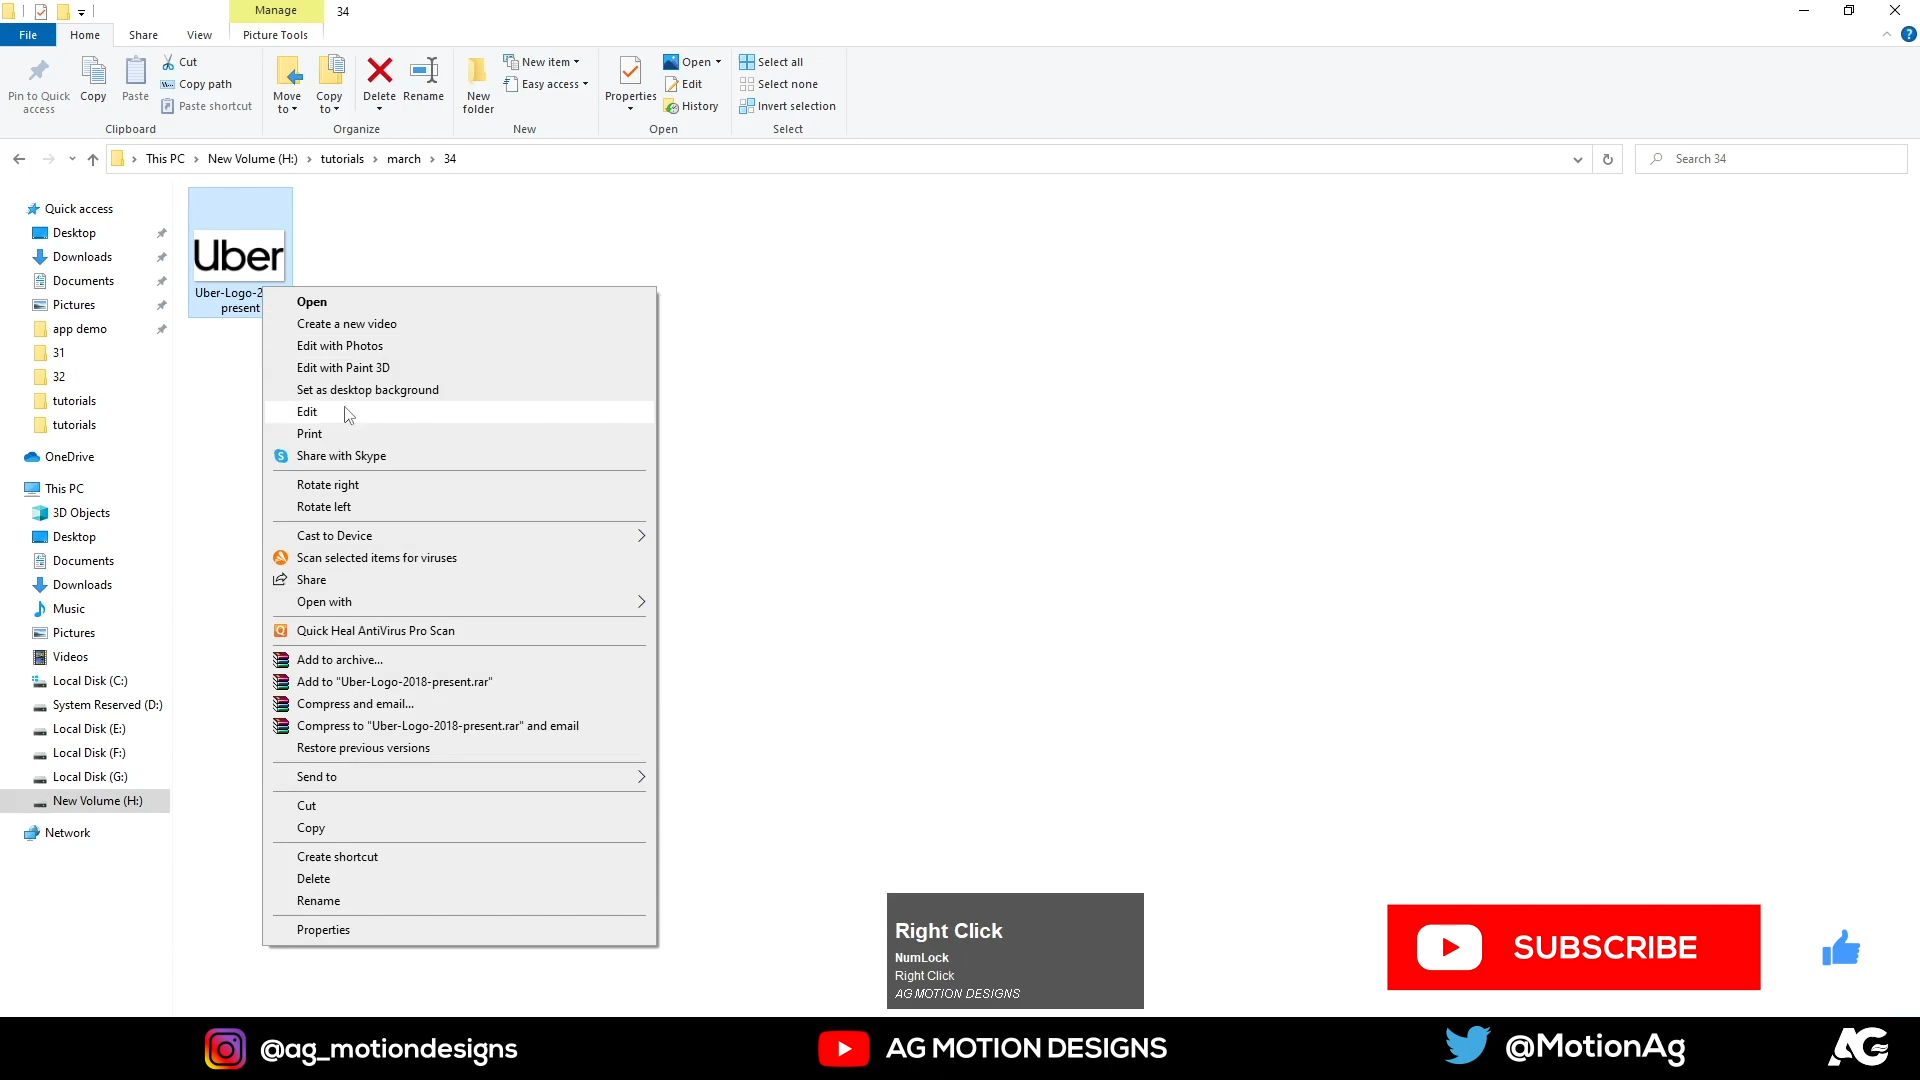 Manage
34
File
Home
Share
View
Picture Tools
Pin to Quick access
Copy
Paste
Cut
Copy path
Paste shortcut
Clipboard
Move to
Copy to
Delete
Rename
Organize
New folder
New item
Easy access
New
Properties
Open
Edit
History
Open
Select all
Select none
Invert selection
Select
This PC > New Volume (H:) > tutorials > march > 34
Search 34
Quick access
Desktop
Downloads
Documents
Pictures
app demo
31
32
tutorials
tutorials
OneDrive
This PC
3D Objects
Desktop
Documents
Downloads
Music
Pictures
Videos
Local Disk (C:)
System Reserved (D:)
Local Disk (E:)
Local Disk (F:)
Local Disk (G:)
New Volume (H:)
Network
Uber
Uber-Logo-2
present
Open
Create a new video
Edit with Photos
Edit with Paint 3D
Set as desktop background
Edit
Print
Share with Skype
Rotate right
Rotate left
Cast to Device
Scan selected items for viruses
Share
Open with
Quick Heal AntiVirus Pro Scan
Add to archive...
Add to "Uber-Logo-2018-present.rar"
Compress and email...
Compress to "Uber-Logo-2018-present.rar" and email
Restore previous versions
Send to
Cut
Copy
Create shortcut
Delete
Rename
Properties
Right Click
NumLock
Right Click
AG MOTION DESIGNS
SUBSCRIBE
@ag_motiondesigns
AG MOTION DESIGNS
@MotionAg
AG